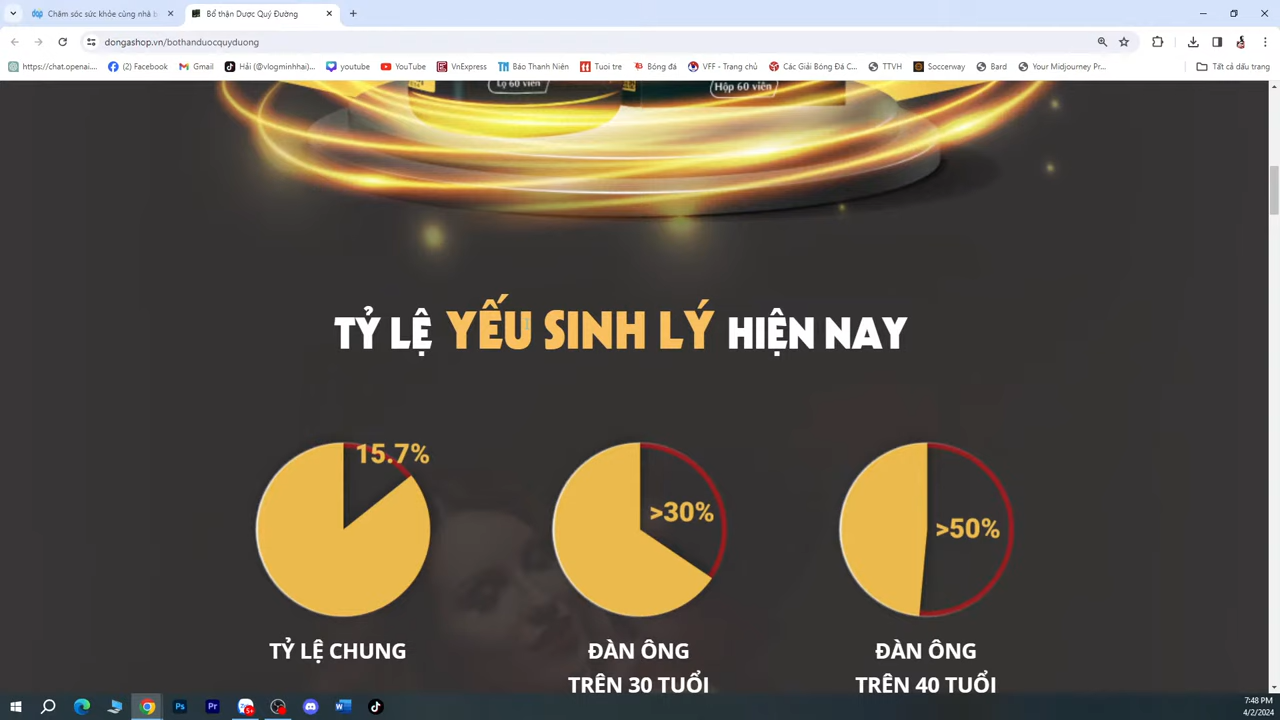 Chăm sóc sức khỏe cùng nhà b
Bổ thận Dược Quý Đường
dongashop.vn/bothanduocquyduong
https://chat.openai....
(2) Facebook
Gmail
Hải (@vlogminhhai)...
youtube
YouTube
VnExpress
Báo Thanh Niên
Tuoi tre
Bóng đá
VFF - Trang chủ
Các Giải Bóng Đá C...
TTVH
Soccerway
Bard
Your Midjourney Pr...
Tất cả dấu trang
Lọ 60 viên
Hộp 60 viên
TỶ LỆ YẾU SINH LÝ HIỆN NAY
15.7%
>30%
>50%
TỶ LỆ CHUNG
ĐÀN ÔNG
TRÊN 30 TUỔI
ĐÀN ÔNG
TRÊN 40 TUỔI
7:48 PM
4/2/2024